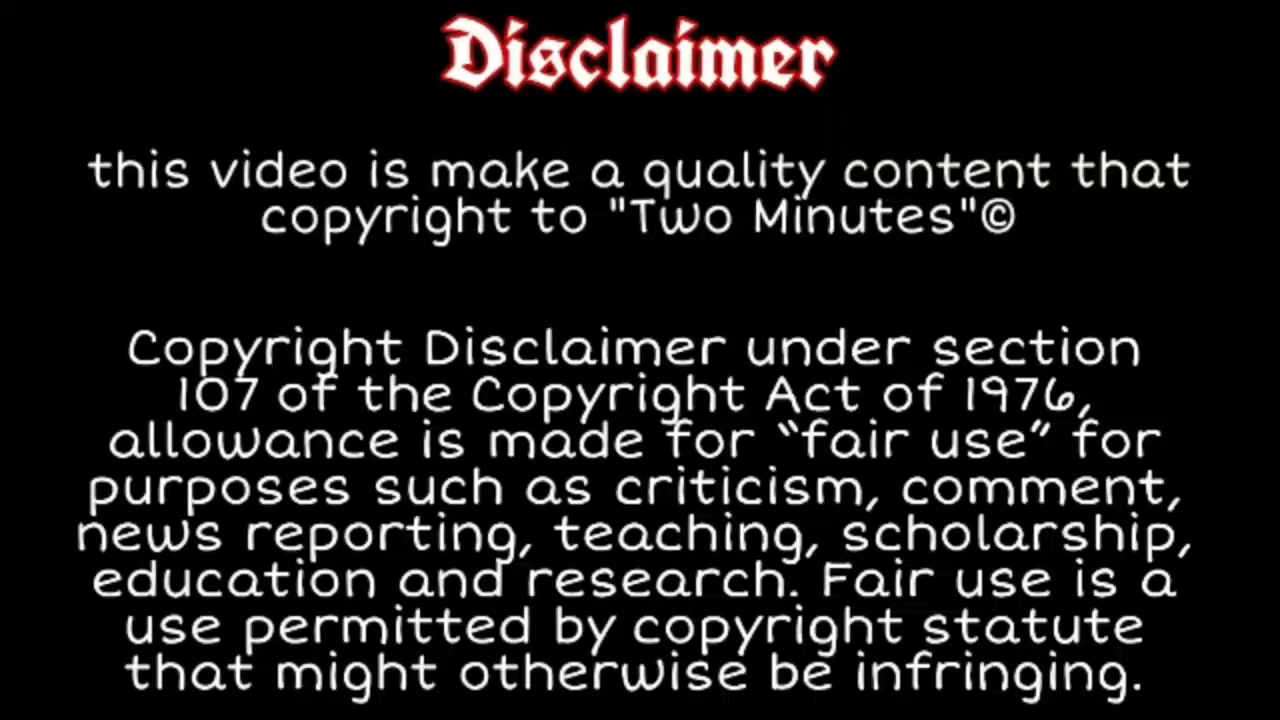 Disclaimer
this video is make a quality content that
copyright to "Two Minutes"©
Copyright Disclaimer under section
107 of the Copyright Act of 1976,
allowance is made for “fair use” for
purposes such as criticism, comment,
news reporting, teaching, scholarship,
education and research. Fair use is a
use permitted by copyright statute
that might otherwise be infringing.